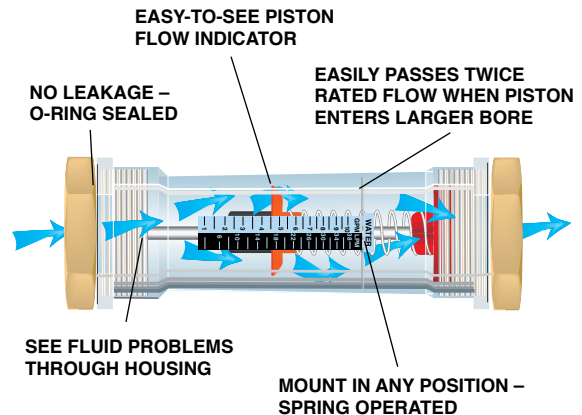 EASY-TO-SEE PISTON
FLOW INDICATOR
NO LEAKAGE –
O-RING SEALED
EASILY PASSES TWICE
RATED FLOW WHEN PISTON
ENTERS LARGER BORE
WATER
GPM LPM
SEE FLUID PROBLEMS
THROUGH HOUSING
MOUNT IN ANY POSITION –
SPRING OPERATED